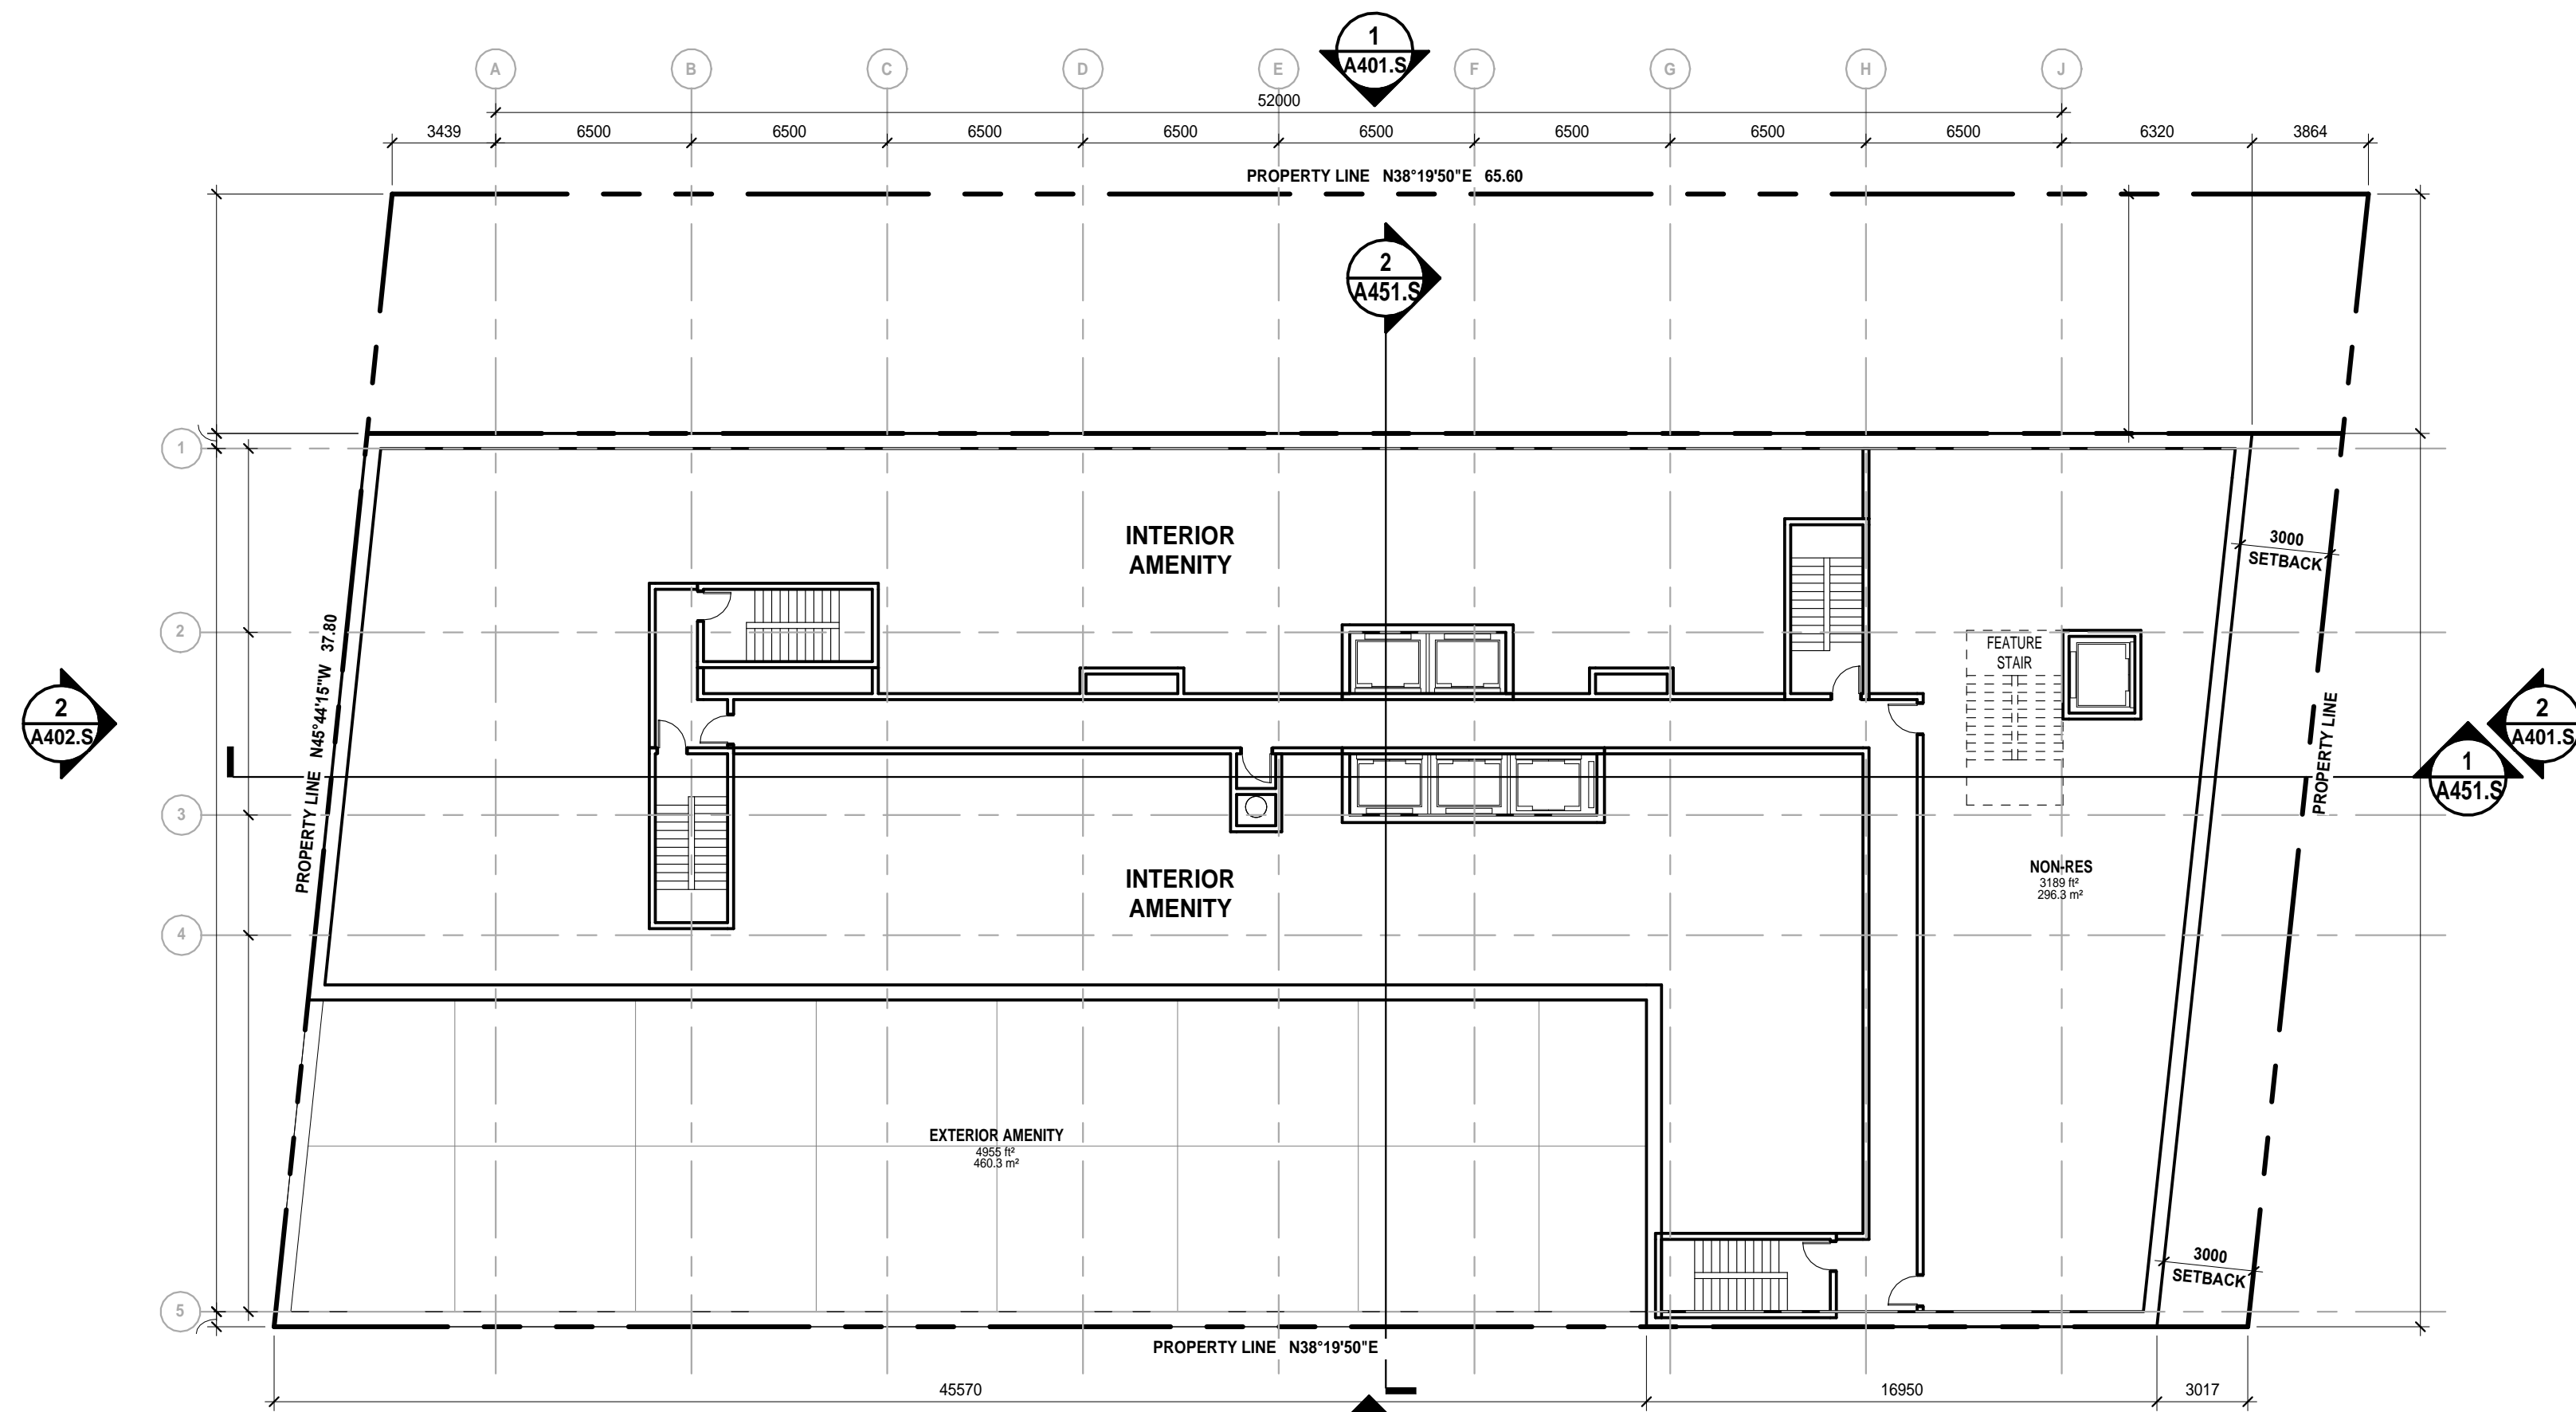 1
A401.S
A
B
C
D
E
F
G
H
J
52000
3439
6500
6500
6500
6500
6500
6500
6500
6500
6320
3864
PROPERTY LINE N38°19'50"E 65.60
2
A451.S
1
INTERIOR
AMENITY
3000
SETBACK
2
FEATURE
STAIR
PROPERTY LINE N45°44'15"W 37.80
2
A402.S
PROPERTY LINE
2
A401.S
1
A451.S
3
INTERIOR
AMENITY
NON-RES
3189 ft²
296.3 m²
4
EXTERIOR AMENITY
4955 ft²
460.3 m²
3000
SETBACK
5
PROPERTY LINE N38°19'50"E
45570
16950
3017